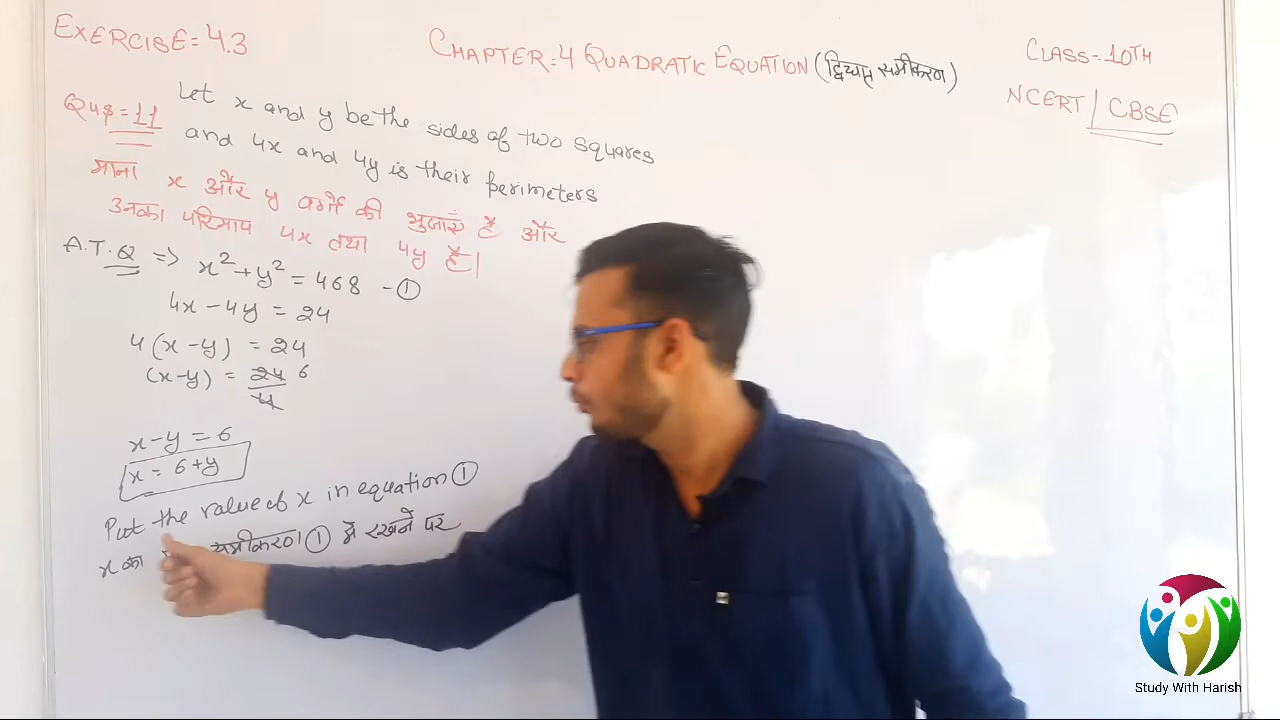 EXERCISE=4.3
CHAPTER:4 QUADRATIC EQUATION (द्विघात समीकरण)
CLASS=10TH
NCERT | CBSE
Qus=11 Let x and y be the sides of two squares
and 4x and 4y is their perimeters
माना x और y वर्गों की भुजाएँ हैं और
उनका परिमाप 4x तथा 4y है।
A.T.Q => x²+y² = 468 -①
4x-4y = 24
4(x-y) = 24
(x-y) = 24/4 6
x-y = 6
x = 6+y
Put the value of x in equation ①
x का समीकरण ① में रखने पर
Study With Harish